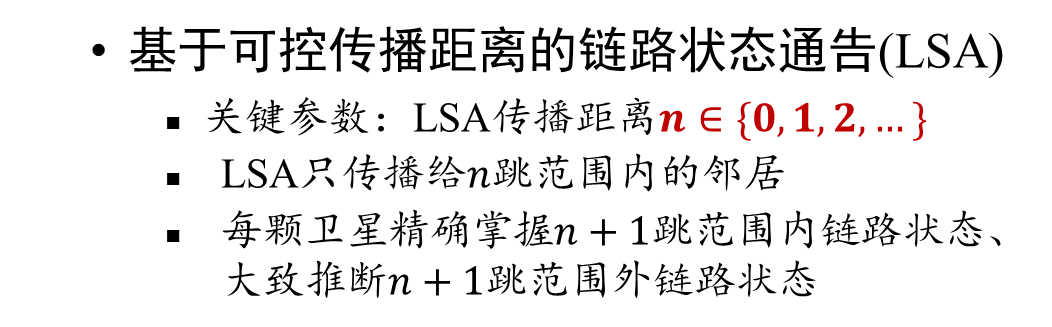 • 基于可控传播距离的链路状态通告(LSA)
▪ 关键参数：LSA传播距离n ∈ {0, 1, 2, … }
▪ LSA只传播给n跳范围内的邻居
▪ 每颗卫星精确掌握n + 1跳范围内链路状态、
大致推断n + 1跳范围外链路状态